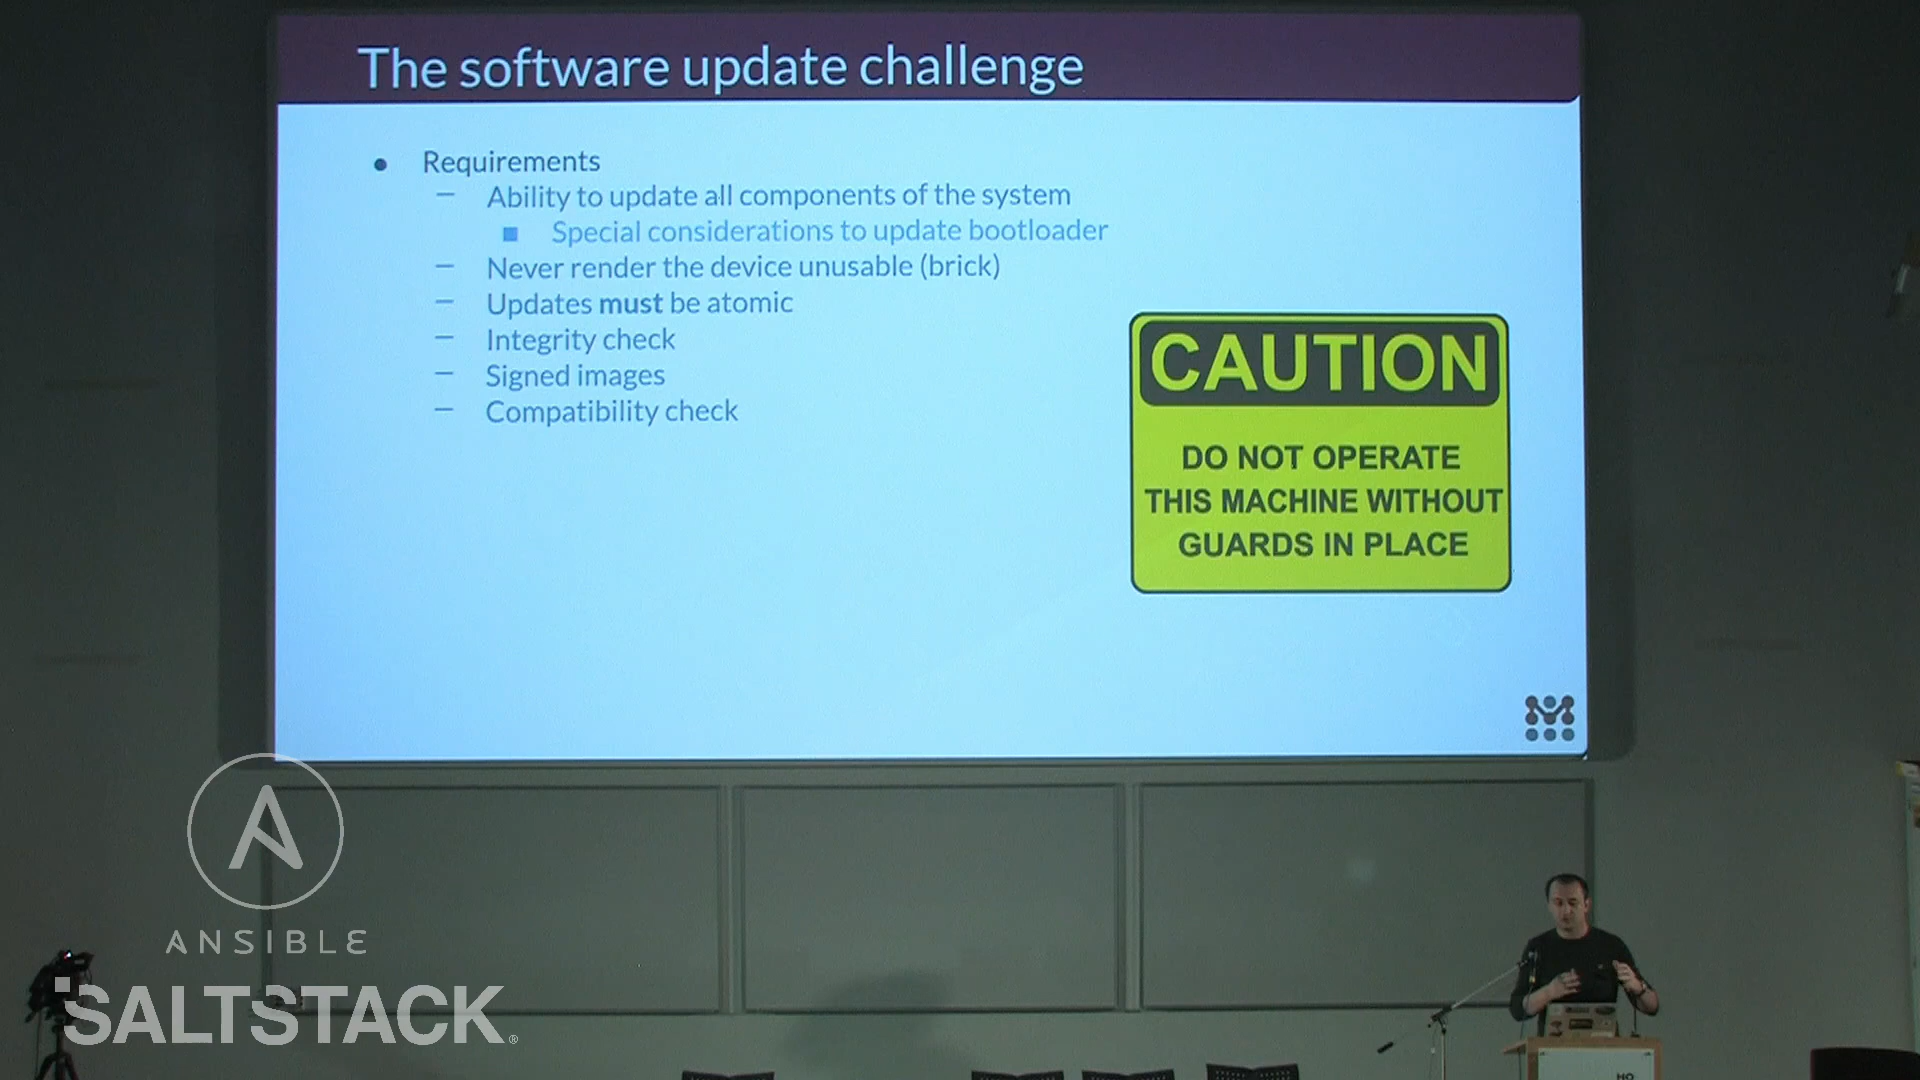 The software update challenge
● Requirements
– Ability to update all components of the system
■ Special considerations to update bootloader
– Never render the device unusable (brick)
– Updates must be atomic
– Integrity check
– Signed images
– Compatibility check
CAUTION
DO NOT OPERATE
THIS MACHINE WITHOUT
GUARDS IN PLACE
ANSIBLE
SALTSTACK®
HO